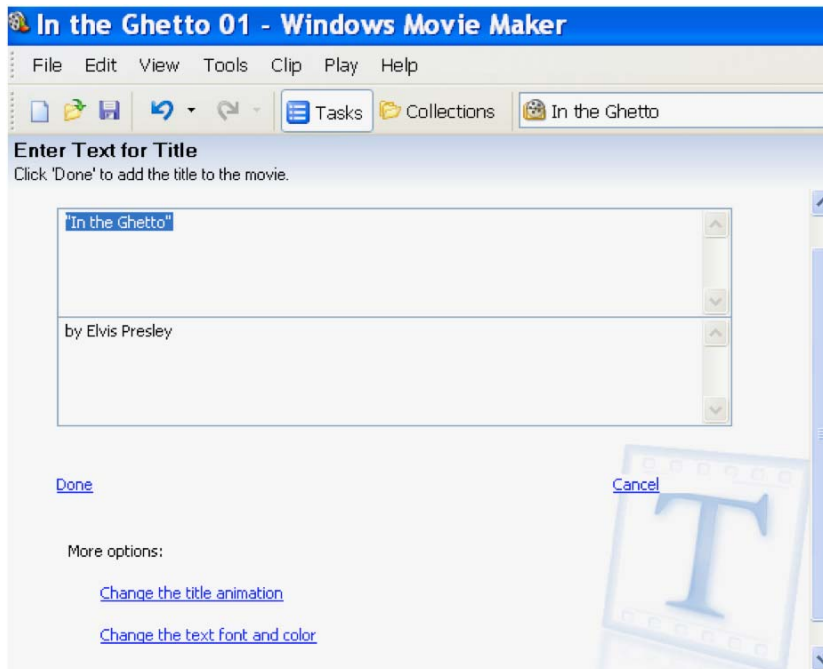 In the Ghetto 01 - Windows Movie Maker
File Edit View Tools Clip Play Help
Tasks Collections In the Ghetto
Enter Text for Title
Click 'Done' to add the title to the movie.
"In the Ghetto"
by Elvis Presley
Done Cancel
More options:
Change the title animation
Change the text font and color
T